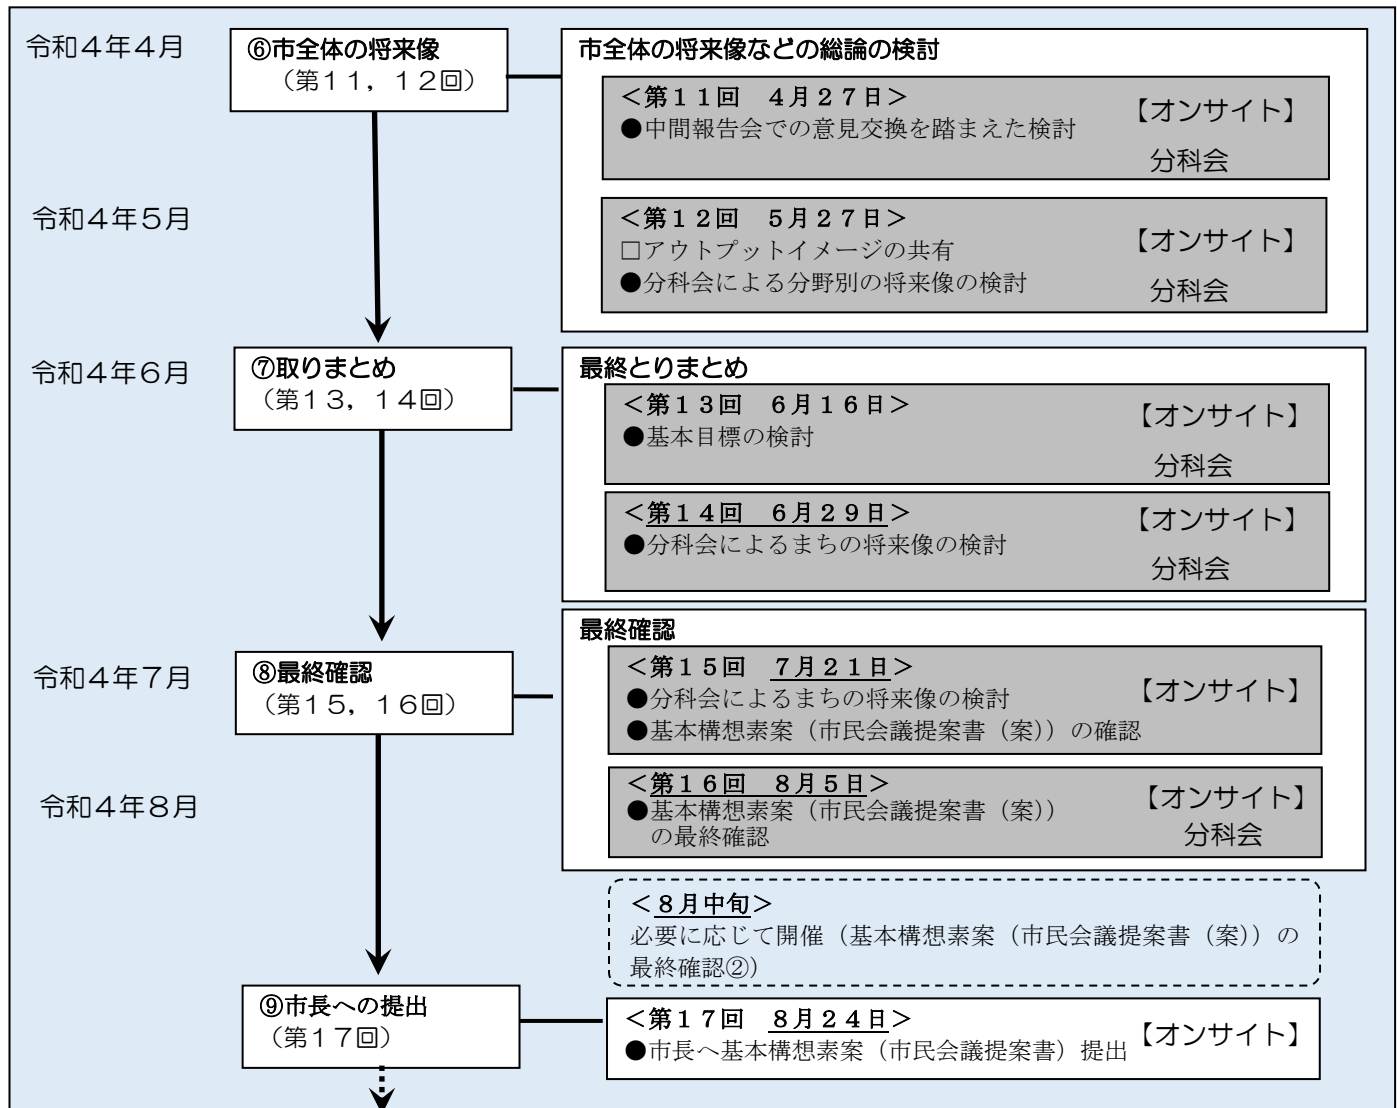 令和４年４月
⑥市全体の将来像
（第１１，１２回）
市全体の将来像などの総論の検討
＜第１１回　４月２７日＞
●中間報告会での意見交換を踏まえた検討
【オンサイト】
分科会
令和４年５月
＜第１２回　５月２７日＞
□アウトプットイメージの共有
●分科会による分野別の将来像の検討
【オンサイト】
分科会
令和４年６月
⑦取りまとめ
（第１３，１４回）
最終とりまとめ
＜第１３回　６月１６日＞
●基本目標の検討
【オンサイト】
分科会
＜第１４回　６月２９日＞
●分科会によるまちの将来像の検討
【オンサイト】
分科会
令和４年７月
⑧最終確認
（第１５，１６回）
最終確認
＜第１５回　７月２１日＞
●分科会によるまちの将来像の検討
●基本構想素案（市民会議提案書（案））の確認
【オンサイト】
令和４年８月
＜第１６回　８月５日＞
●基本構想素案（市民会議提案書（案））
の最終確認
【オンサイト】
分科会
＜８月中旬＞
必要に応じて開催（基本構想素案（市民会議提案書（案））の
最終確認②）
⑨市長への提出
（第１７回）
＜第１７回　８月２４日＞
●市長へ基本構想素案（市民会議提案書）提出
【オンサイト】